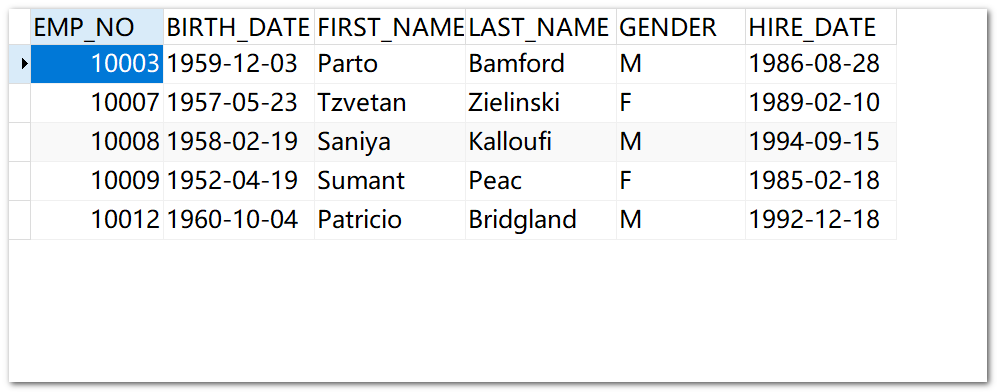 EMP_NO BIRTH_DATE FIRST_NAME LAST_NAME GENDER HIRE_DATE
10003 1959-12-03 Parto Bamford M 1986-08-28
10007 1957-05-23 Tzvetan Zielinski F 1989-02-10
10008 1958-02-19 Saniya Kalloufi M 1994-09-15
10009 1952-04-19 Sumant Peac F 1985-02-18
10012 1960-10-04 Patricio Bridgland M 1992-12-18